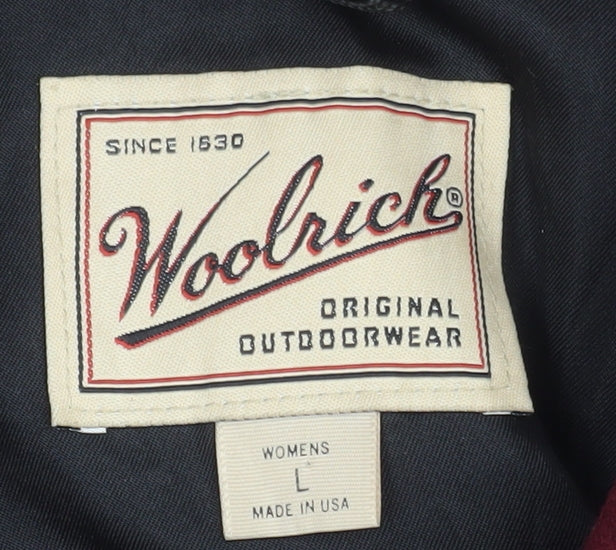 SINCE 1830
Woolrich®
ORIGINAL
OUTDOORWEAR
WOMENS
L
MADE IN USA